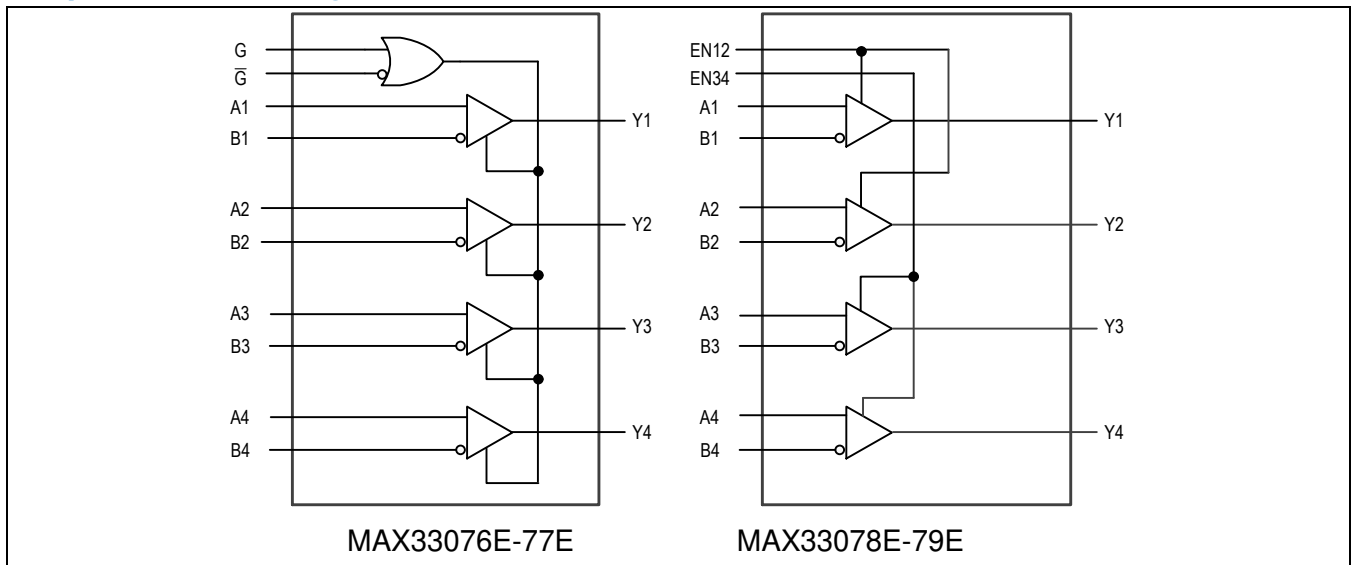 G
G̅
A1
B1
Y1
A2
B2
Y2
A3
B3
Y3
A4
B4
Y4
MAX33076E-77E
EN12
EN34
A1
B1
Y1
A2
B2
Y2
A3
B3
Y3
A4
B4
Y4
MAX33078E-79E